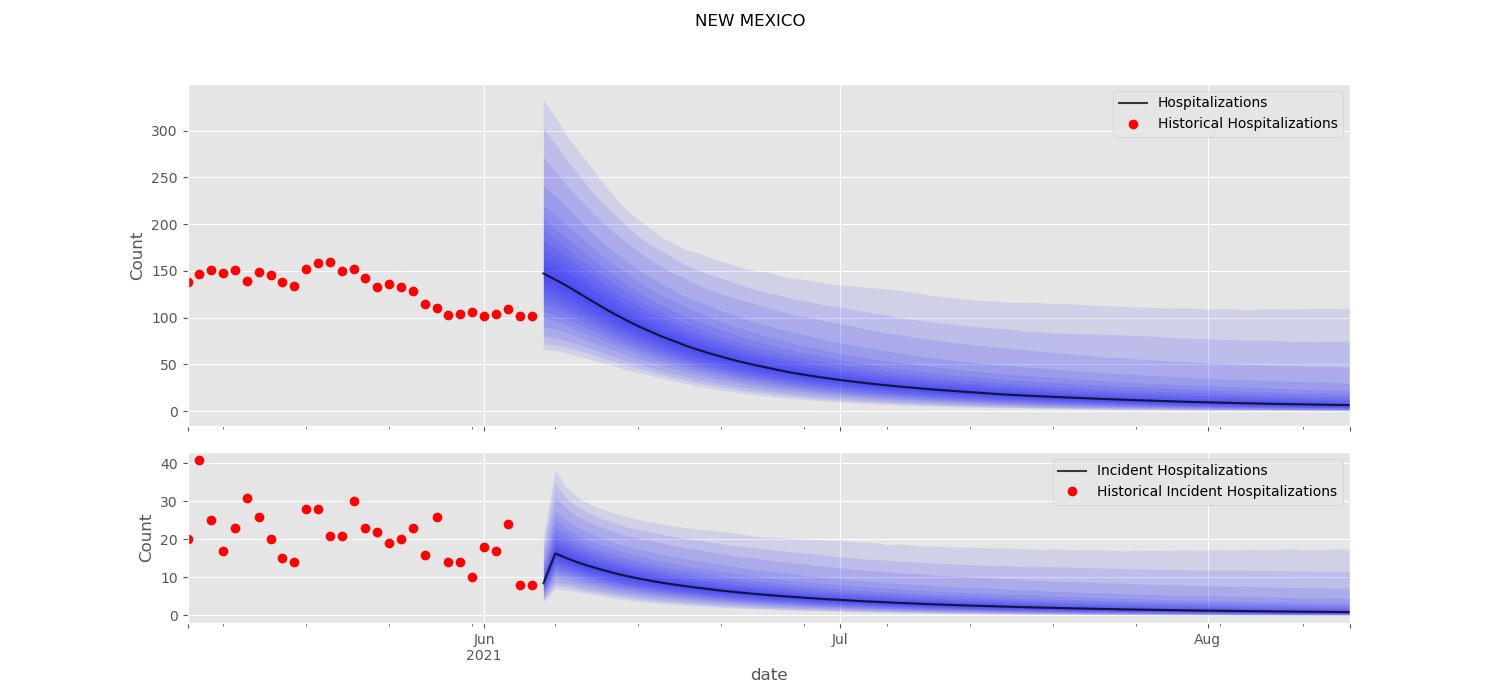 NEW MEXICO
Hospitalizations
Historical Hospitalizations
300
250
200
150
100
50
0
Count
Incident Hospitalizations
Historical Incident Hospitalizations
40
30
20
10
0
Count
Jun
2021
Jul
Aug
date